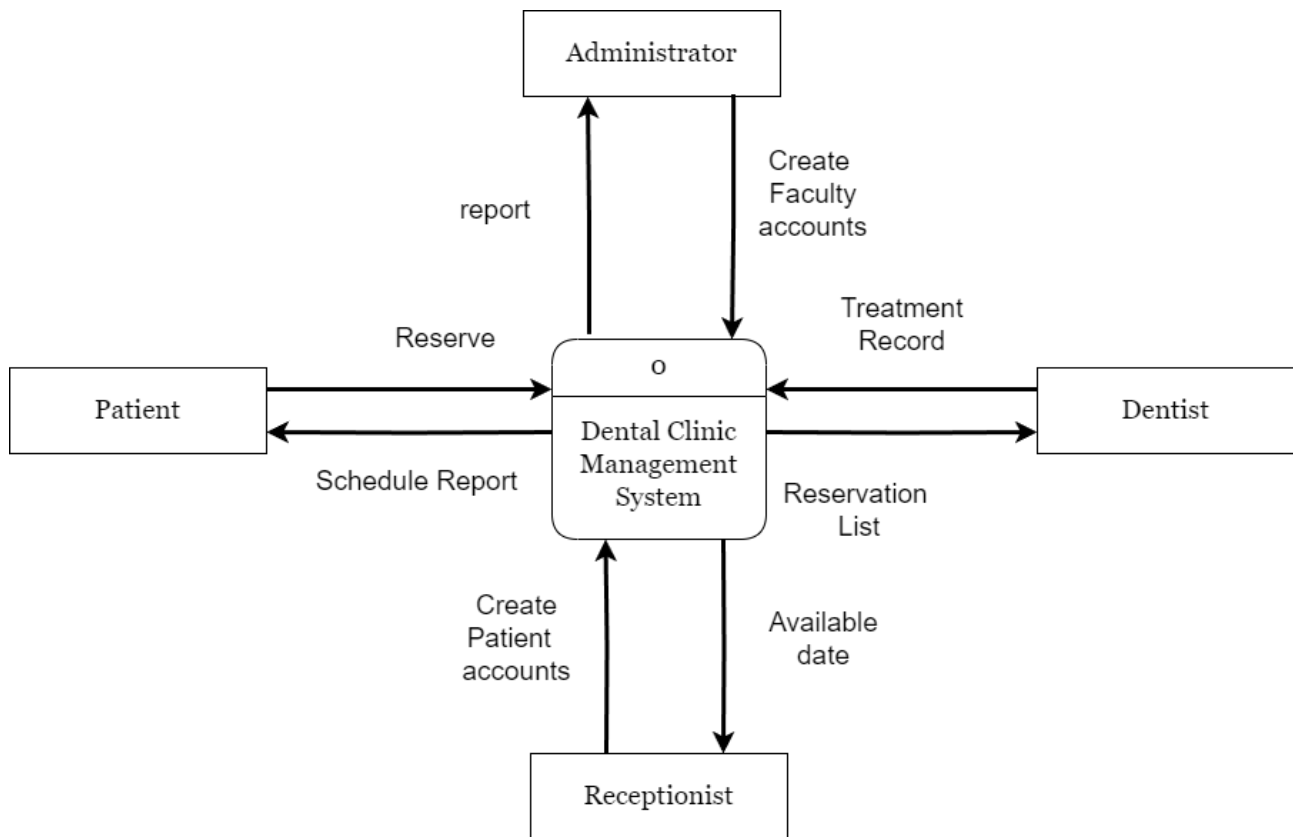 Administrator
report
Create
Faculty
accounts
Reserve
Treatment
Record
Patient
0
Dental Clinic
Management
System
Dentist
Schedule Report
Reservation
List
Create
Patient
accounts
Available
date
Receptionist